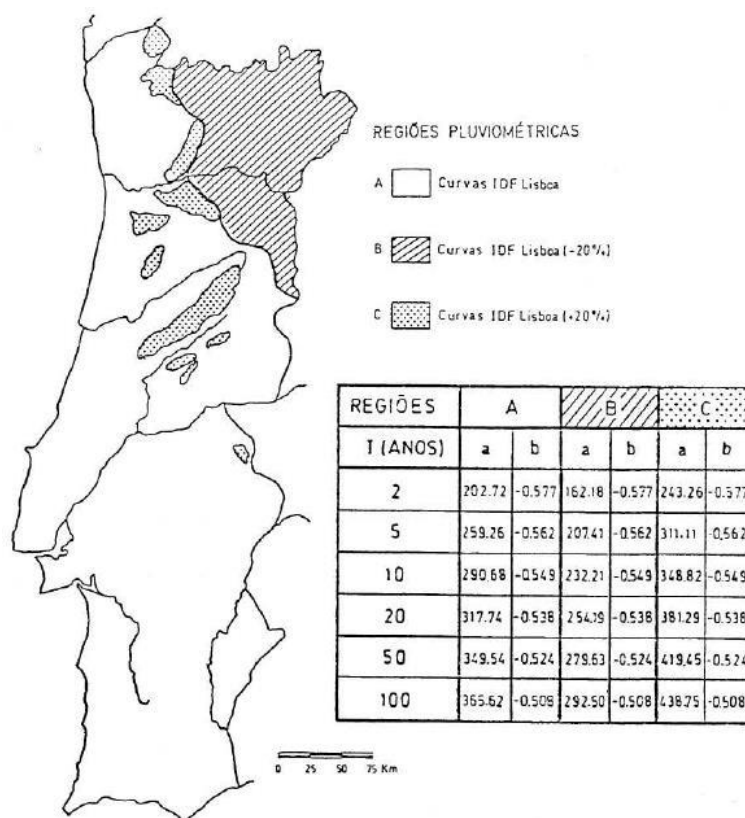 REGIÕES PLUVIOMÉTRICAS
A Curvas IDF Lisboa
B Curvas IDF Lisboa (-20%)
C Curvas IDF Lisboa (+20%)
REGIÕES A B C
T (ANOS) a b a b a b
2 202.72 -0.577 162.18 -0.577 243.26 -0.577
5 259.26 -0.562 207.41 -0.562 311.11 -0.562
10 290.68 -0.549 232.21 -0.549 348.82 -0.549
20 317.74 -0.538 254.19 -0.538 381.29 -0.538
50 349.54 -0.524 279.63 -0.524 419.45 -0.524
100 365.62 -0.508 292.50 -0.508 438.75 -0.508
0 25 50 75 Km